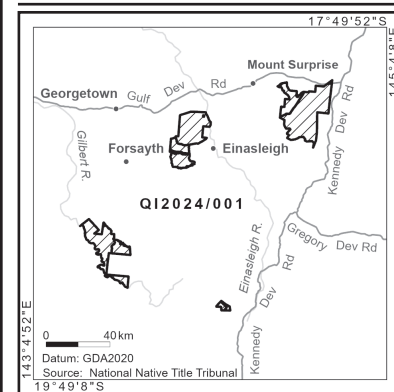 17°49'52"S
145°4'8"E
Mount Surprise
Georgetown
Gulf Dev Rd
Kennedy Dev Rd
Gilbert R.
Forsayth
Einasleigh
QI2024/001
Einasleigh R.
Gregory Dev Rd
Kennedy Dev Rd
143°4'52"E
0 40 km
Datum: GDA2020
Source: National Native Title Tribunal
19°49'8"S